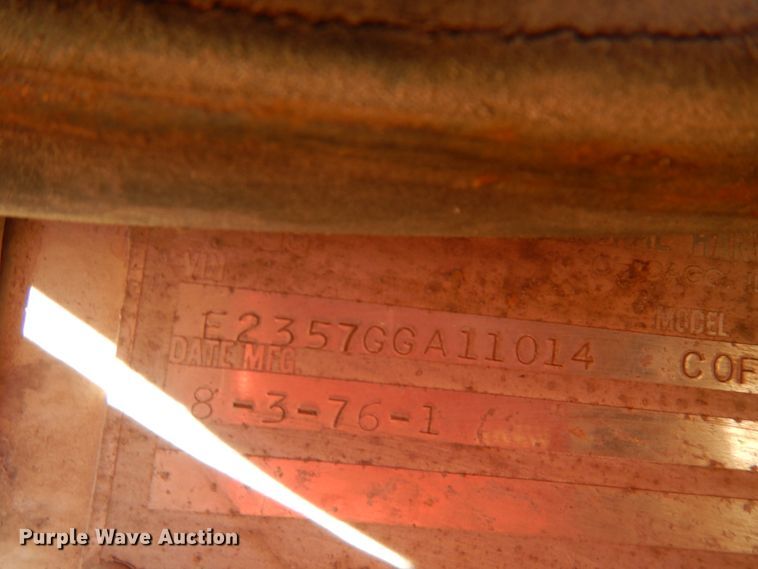 VIN
MODEL
E2357GGA11014 COF
DATE MFG.
8-3-76-1
Purple Wave Auction